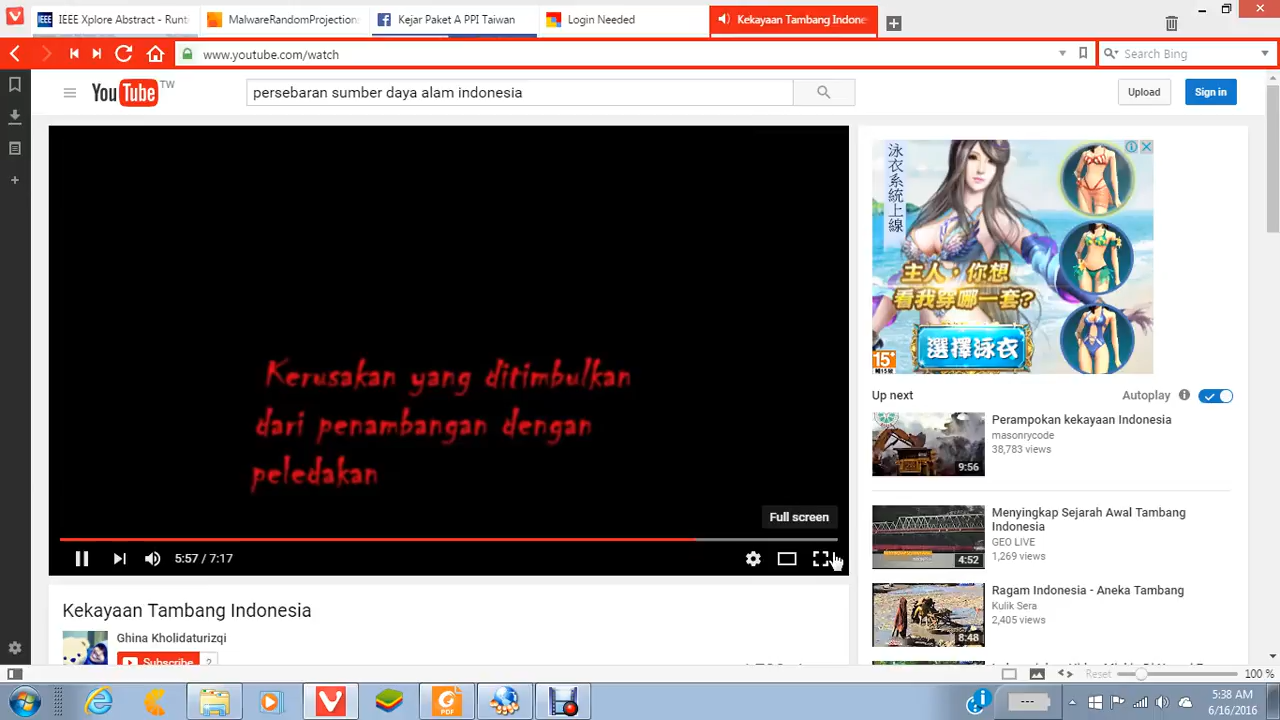 IEEE Xplore Abstract - Runt
MalwareRandomProjection
Kejar Paket A PPI Taiwan
Login Needed
Kekayaan Tambang Indone
www.youtube.com/watch
Search Bing
YouTube TW
persebaran sumber daya alam indonesia
Upload
Sign in
泳衣系統上線
主人，你想
看我穿哪一套?
選擇泳衣
15+
Kerusakan yang ditimbulkan
dari penambangan dengan
peledakan
Full screen
5:57 / 7:17
Up next
Autoplay
Perampokan kekayaan Indonesia
masonrycode
38,783 views
9:56
Menyingkap Sejarah Awal Tambang
Indonesia
GEO LIVE
1,269 views
4:52
Ragam Indonesia - Aneka Tambang
Kulik Sera
2,405 views
8:48
Kekayaan Tambang Indonesia
Ghina Kholidaturizqi
Subscribe
2
Reset
100 %
PDF
5:38 AM
6/16/2016